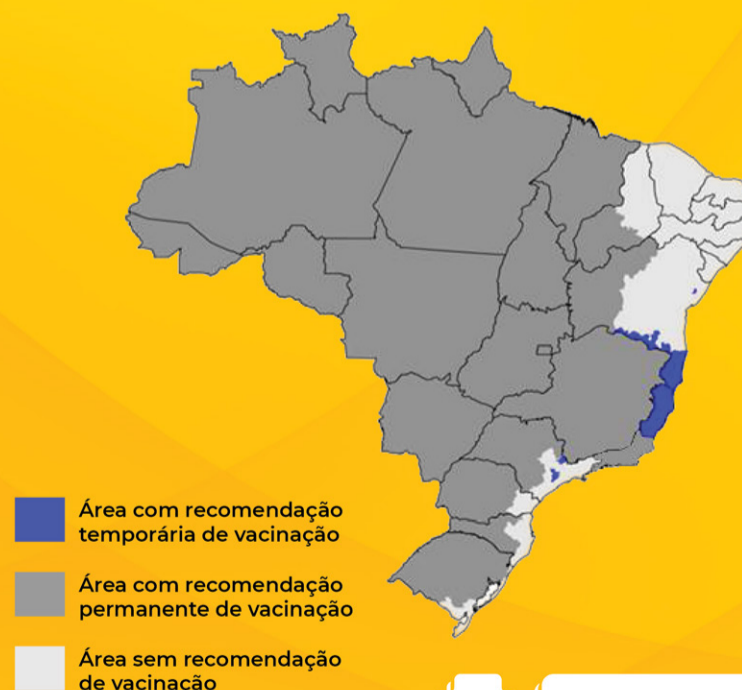 Área com recomendação
temporária de vacinação
Área com recomendação
permanente de vacinação
Área sem recomendação
de vacinação